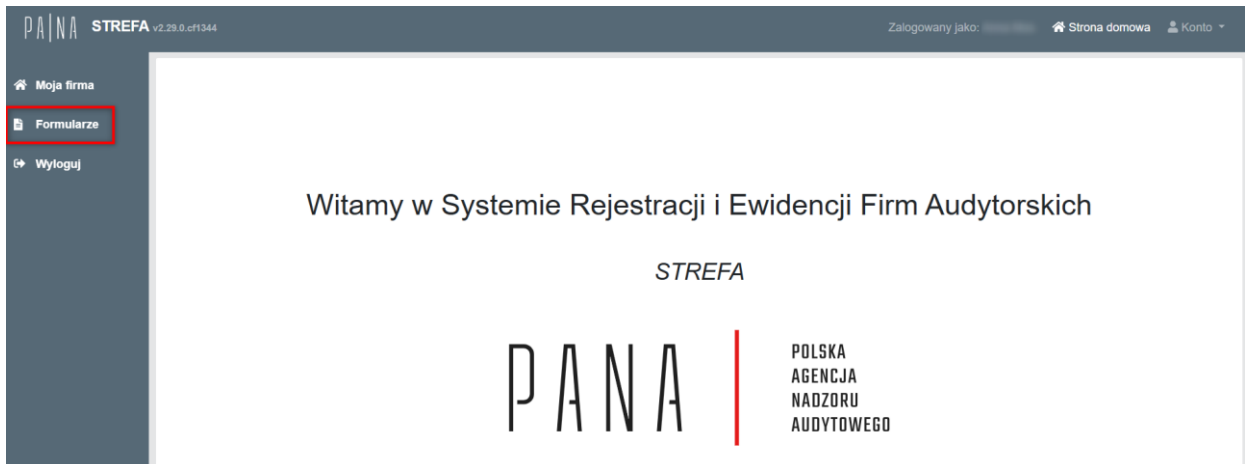 PA|NA STREFA v2.29.0.cf1344
Zalogowany jako:
Strona domowa
Konto
Moja firma
Formularze
Wyloguj
Witamy w Systemie Rejestracji i Ewidencji Firm Audytorskich
STREFA
PANA
POLSKA
AGENCJA
NADZORU
AUDYTOWEGO